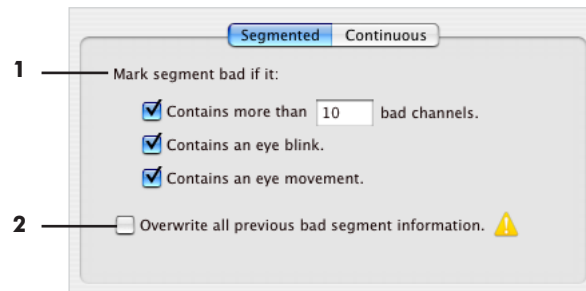 Segmented Continuous
1 Mark segment bad if it:
Contains more than 10 bad channels.
Contains an eye blink.
Contains an eye movement.
2 Overwrite all previous bad segment information.